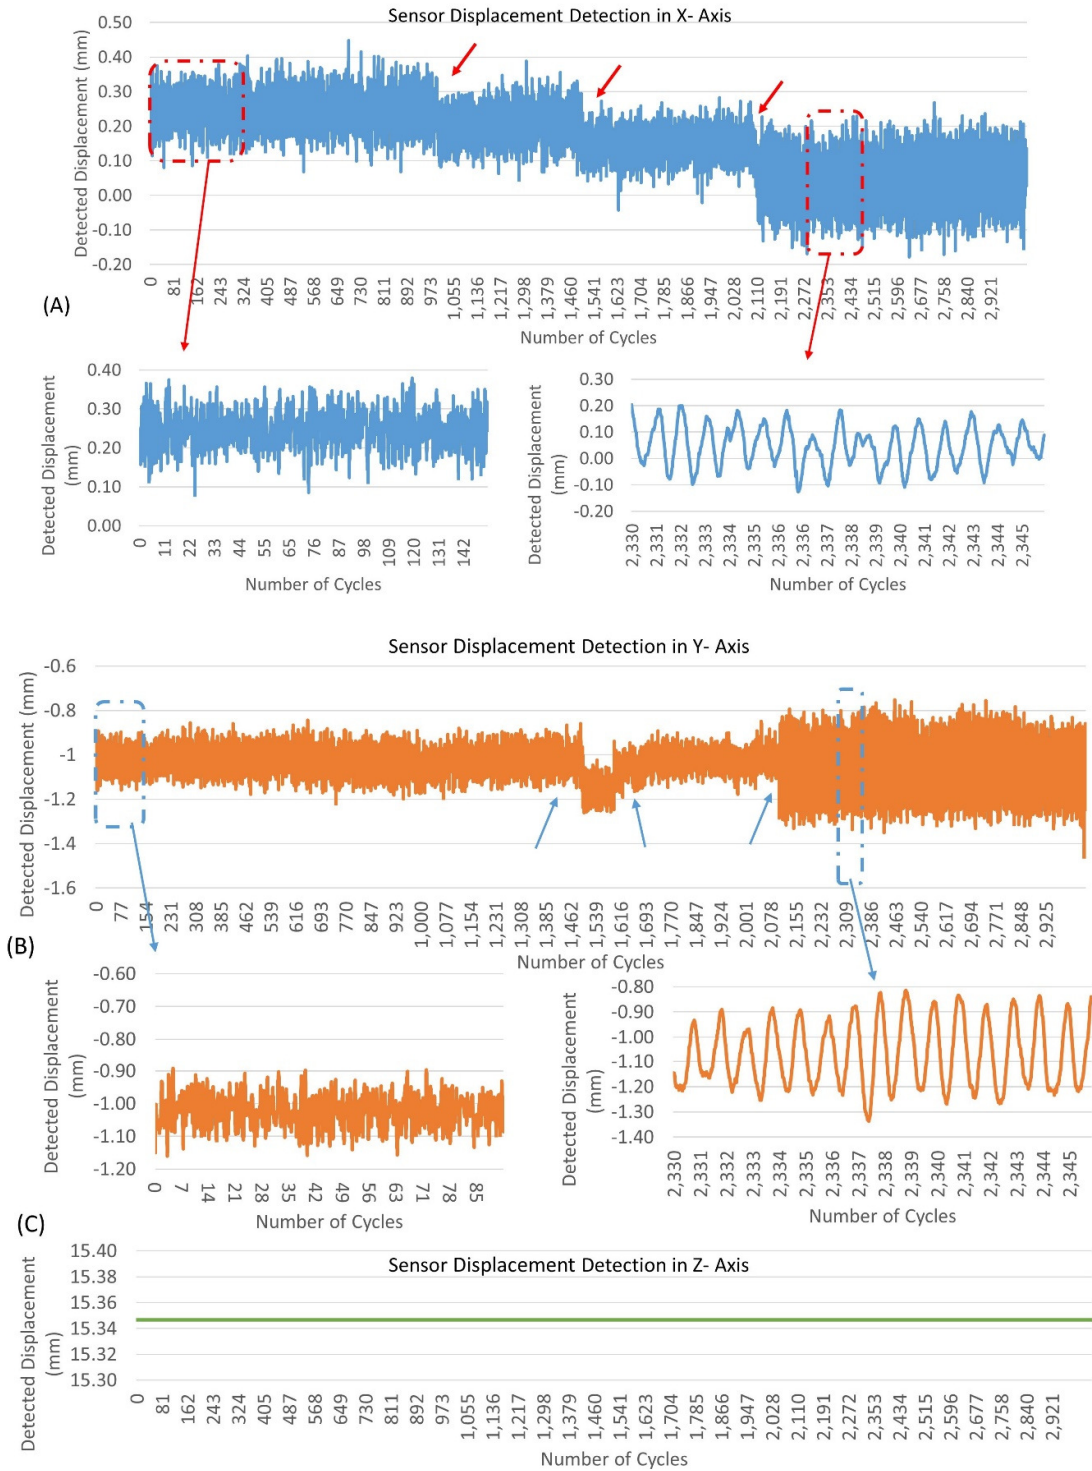 Sensor Displacement Detection in X- Axis
Detected Displacement (mm)
0.50
0.40
0.30
0.20
0.10
0.00
-0.10
-0.20
0 81 162 243 324 405 487 568 649 730 811 892 973 1,055 1,136 1,217 1,298 1,379 1,460 1,541 1,623 1,704 1,785 1,866 1,947 2,028 2,110 2,191 2,272 2,353 2,434 2,515 2,596 2,677 2,758 2,840 2,921
Number of Cycles
(A)
Detected Displacement
(mm)
0.40
0.30
0.20
0.10
0.00
0 11 22 33 44 55 65 76 87 98 109 120 131 142
Number of Cycles
Detected Displacement
(mm)
0.30
0.20
0.10
0.00
-0.10
-0.20
2,330 2,331 2,332 2,333 2,334 2,335 2,336 2,336 2,337 2,338 2,339 2,340 2,341 2,342 2,343 2,344 2,345
Number of Cycles
Sensor Displacement Detection in Y- Axis
Detected Displacement (mm)
-0.6
-0.8
-1
-1.2
-1.4
-1.6
0 77 154 231 308 385 462 539 616 693 770 847 923 1,000 1,077 1,154 1,231 1,308 1,385 1,462 1,539 1,616 1,693 1,770 1,847 1,924 2,001 2,078 2,155 2,232 2,309 2,386 2,463 2,540 2,617 2,694 2,771 2,848 2,925
Number of Cycles
(B)
Detected Displacement
(mm)
-0.60
-0.70
-0.80
-0.90
-1.00
-1.10
-1.20
0 7 14 21 28 35 42 49 56 63 71 78 85
Number of Cycles
Detected Displacement
(mm)
-0.80
-0.90
-1.00
-1.10
-1.20
-1.30
-1.40
2,330 2,331 2,332 2,333 2,334 2,335 2,336 2,337 2,338 2,339 2,340 2,341 2,342 2,343 2,344 2,345
Number of Cycles
(C)
Sensor Displacement Detection in Z- Axis
Detected Displacement
(mm)
15.40
15.38
15.36
15.34
15.32
15.30
0 81 162 243 324 405 487 568 649 730 811 892 973 1,055 1,136 1,217 1,298 1,379 1,460 1,541 1,623 1,704 1,785 1,866 1,947 2,028 2,110 2,191 2,272 2,353 2,434 2,515 2,596 2,677 2,758 2,840 2,921
Number of Cycles